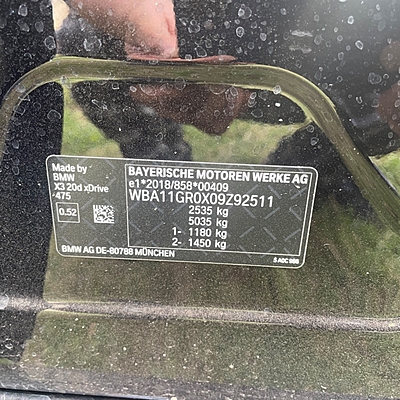 Made by
BMW
X3 20d xDrive
475
0.52
BAYERISCHE MOTOREN WERKE AG
e1*2018/858*00409
WBA11GR0X09Z92511
2535 kg
5035 kg
1- 1180 kg
2- 1450 kg
BMW AG DE-80788 MÜNCHEN